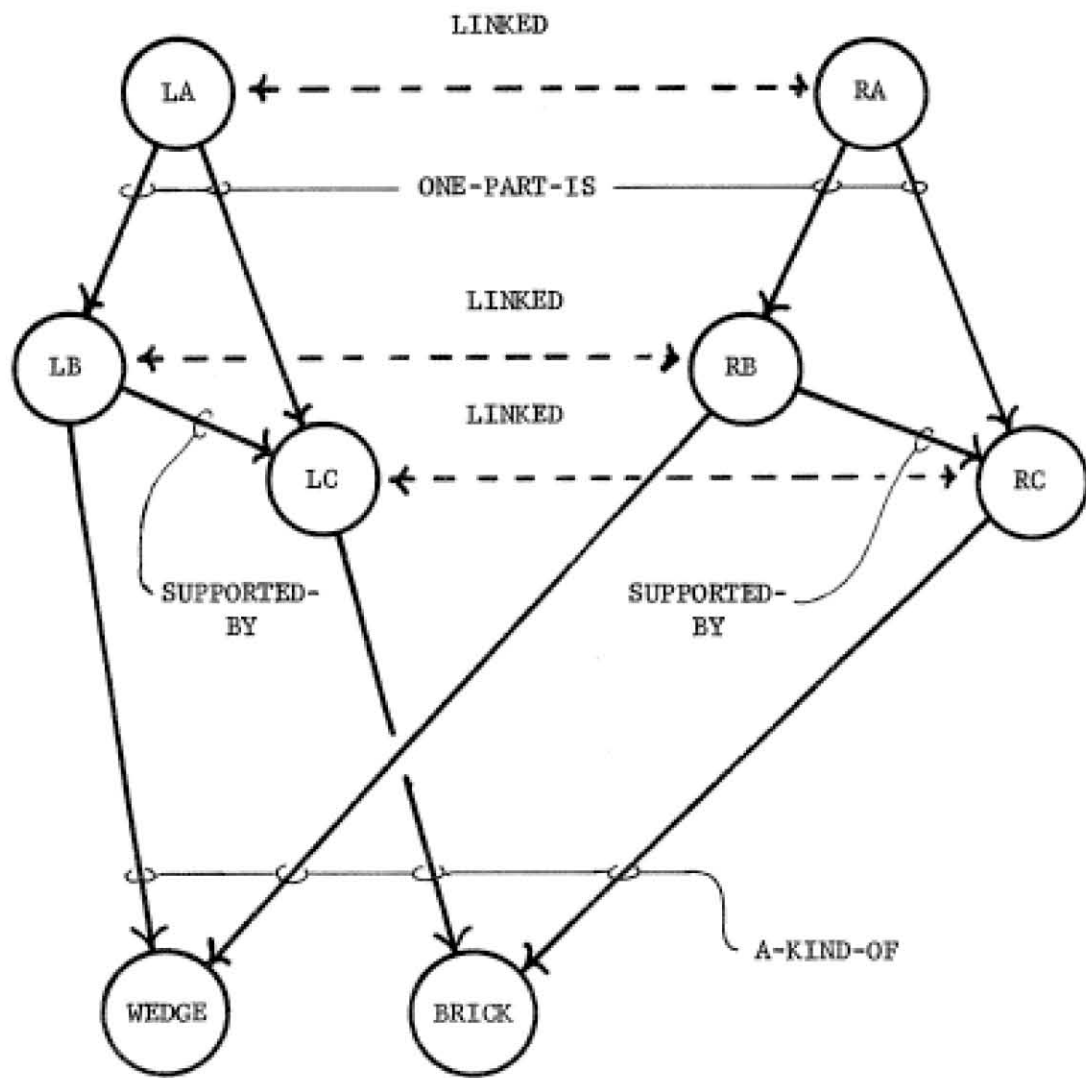 LINKED
LA
RA
ONE-PART-IS
LINKED
LB
RB
LINKED
LC
RC
SUPPORTED-
BY
SUPPORTED-
BY
A-KIND-OF
WEDGE
BRICK